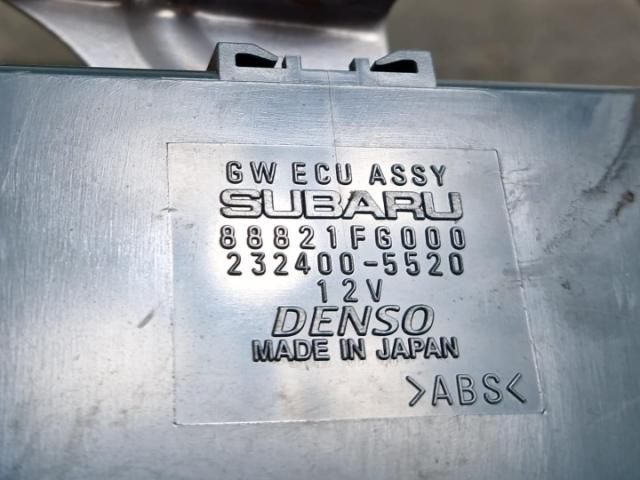 GW ECU ASSY
SUBARU
88821FG000
232400-5520
12V
DENSO
MADE IN JAPAN
>ABS<